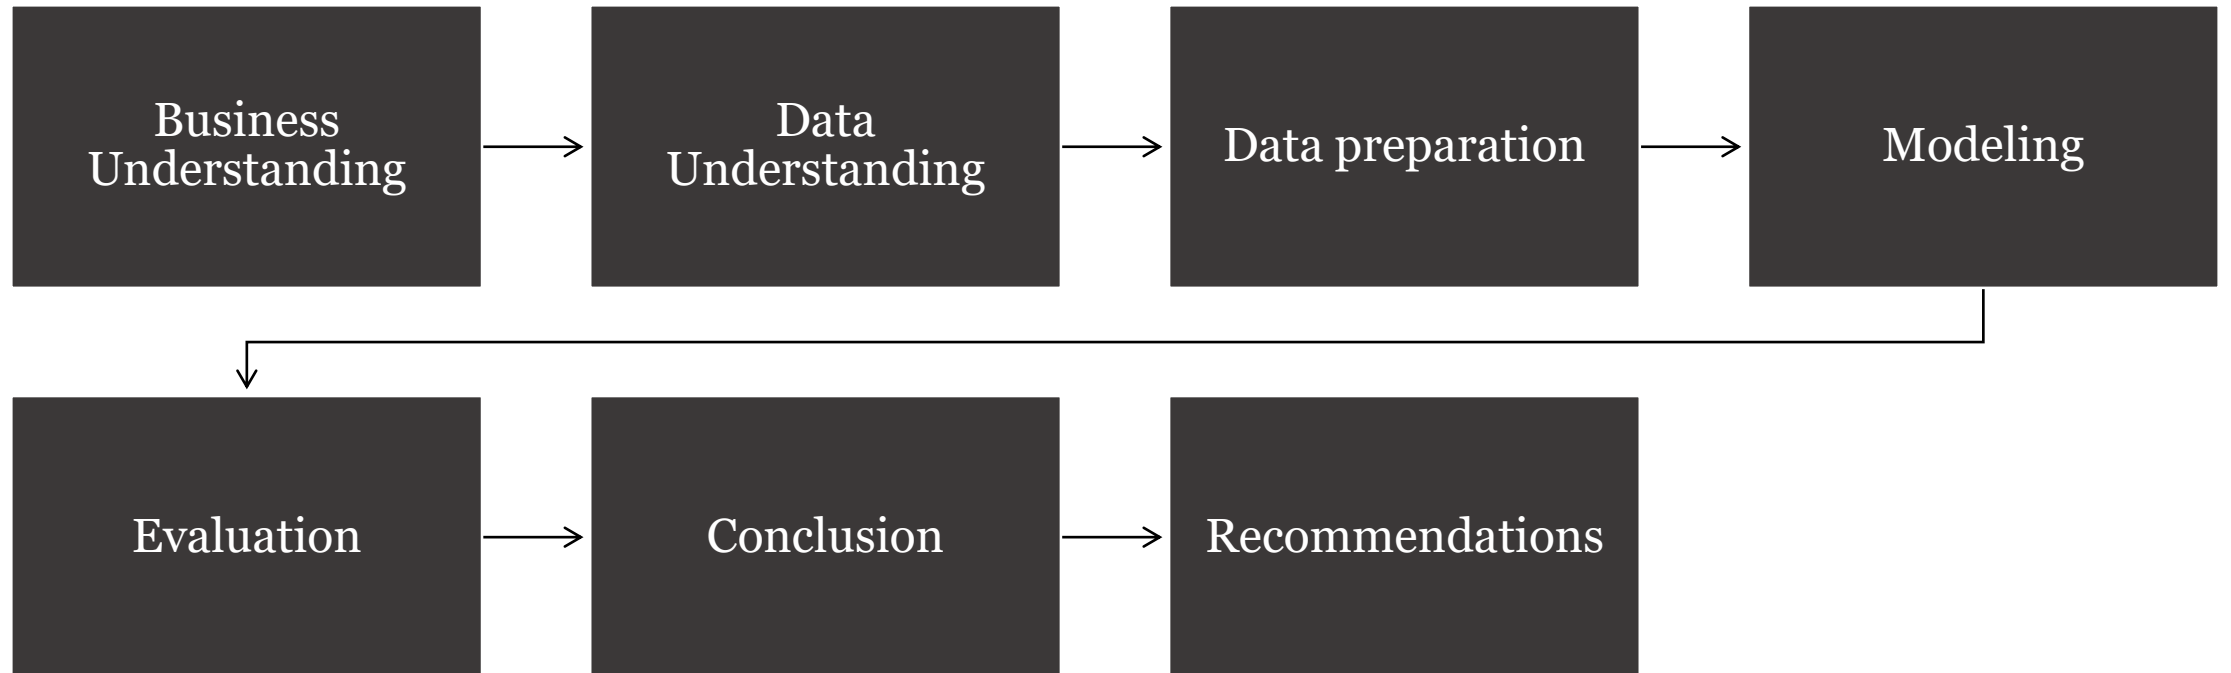 Business
Understanding
Data
Understanding
Data preparation
Modeling
Evaluation
Conclusion
Recommendations